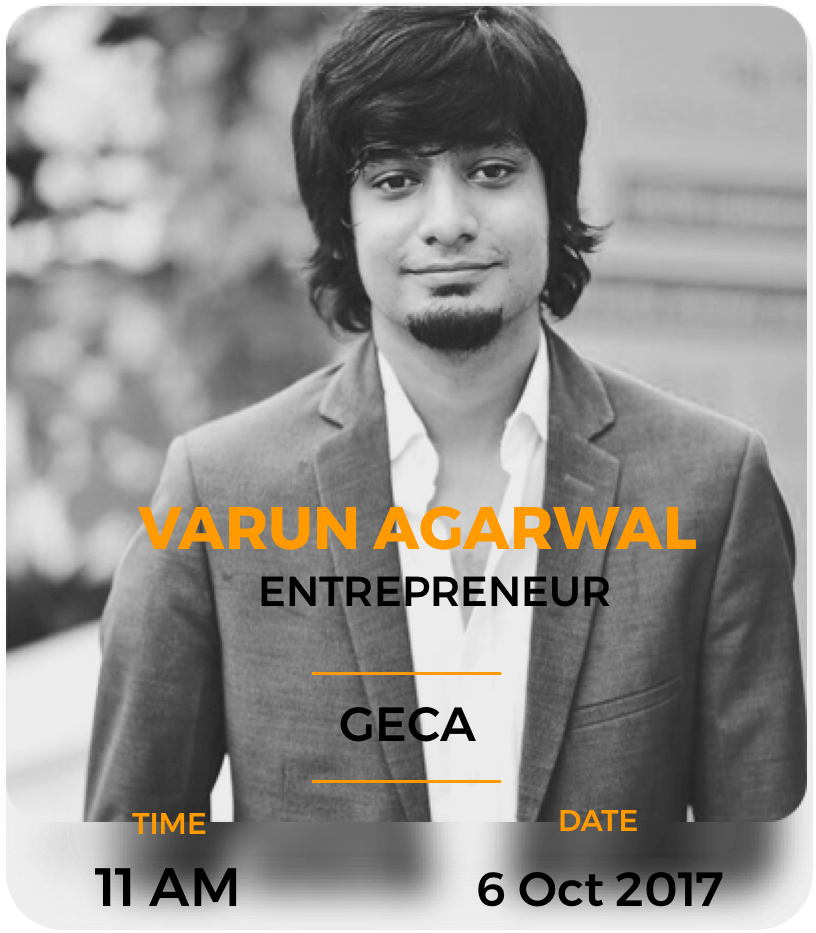 VARUN AGARWAL
ENTREPRENEUR
GECA
TIME
DATE
11 AM
6 Oct 2017